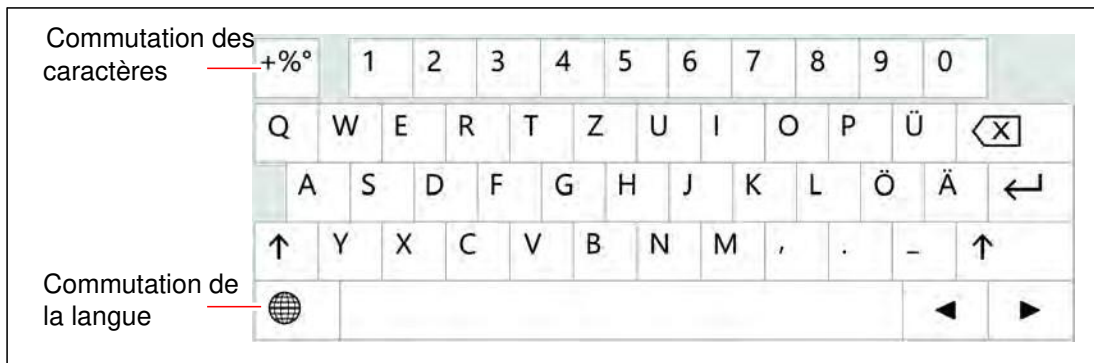 Commutation des
caractères
+%° 1 2 3 4 5 6 7 8 9 0
Q W E R T Z U I O P Ü
A S D F G H J K L Ö Ä
Y X C V B N M , . _
Commutation de
la langue